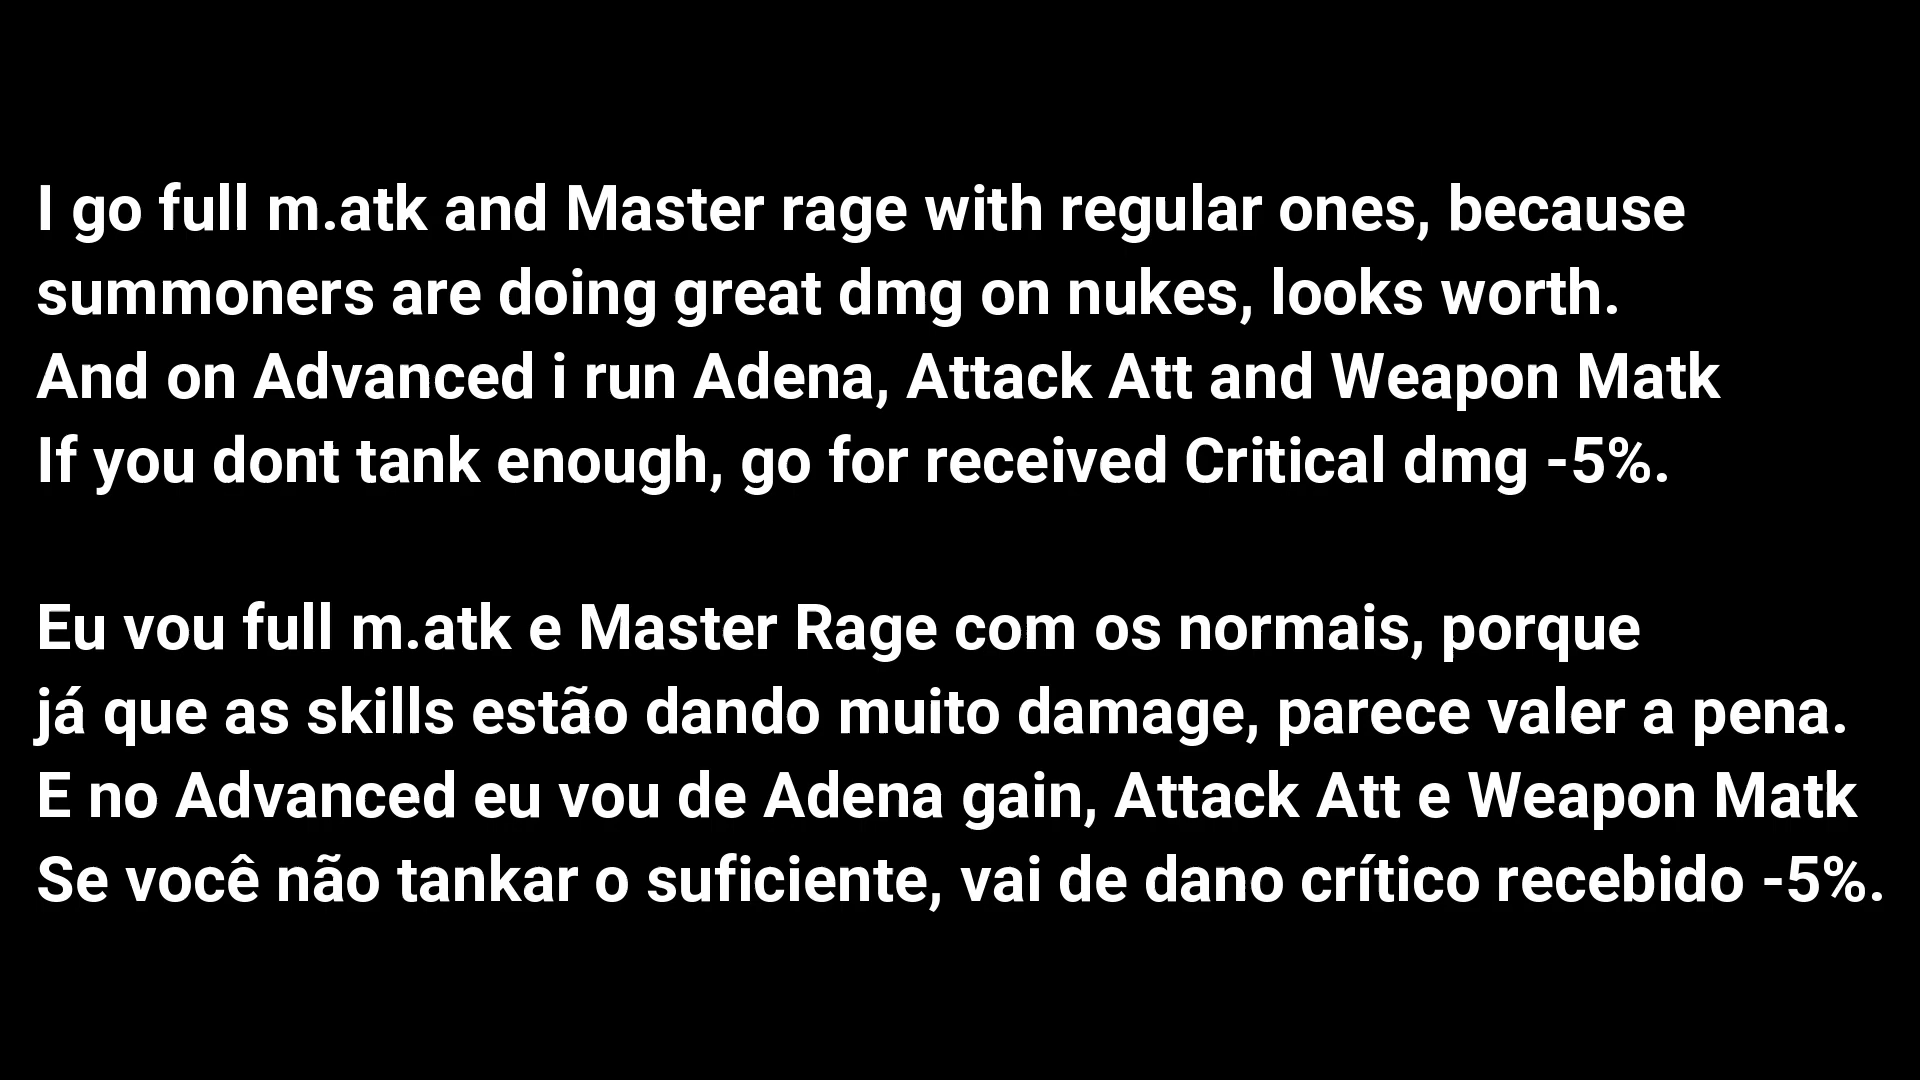 I go full m.atk and Master rage with regular ones, because
summoners are doing great dmg on nukes, looks worth.
And on Advanced i run Adena, Attack Att and Weapon Matk
If you dont tank enough, go for received Critical dmg -5%.
Eu vou full m.atk e Master Rage com os normais, porque
já que as skills estão dando muito damage, parece valer a pena.
E no Advanced eu vou de Adena gain, Attack Att e Weapon Matk
Se você não tankar o suficiente, vai de dano crítico recebido -5%.